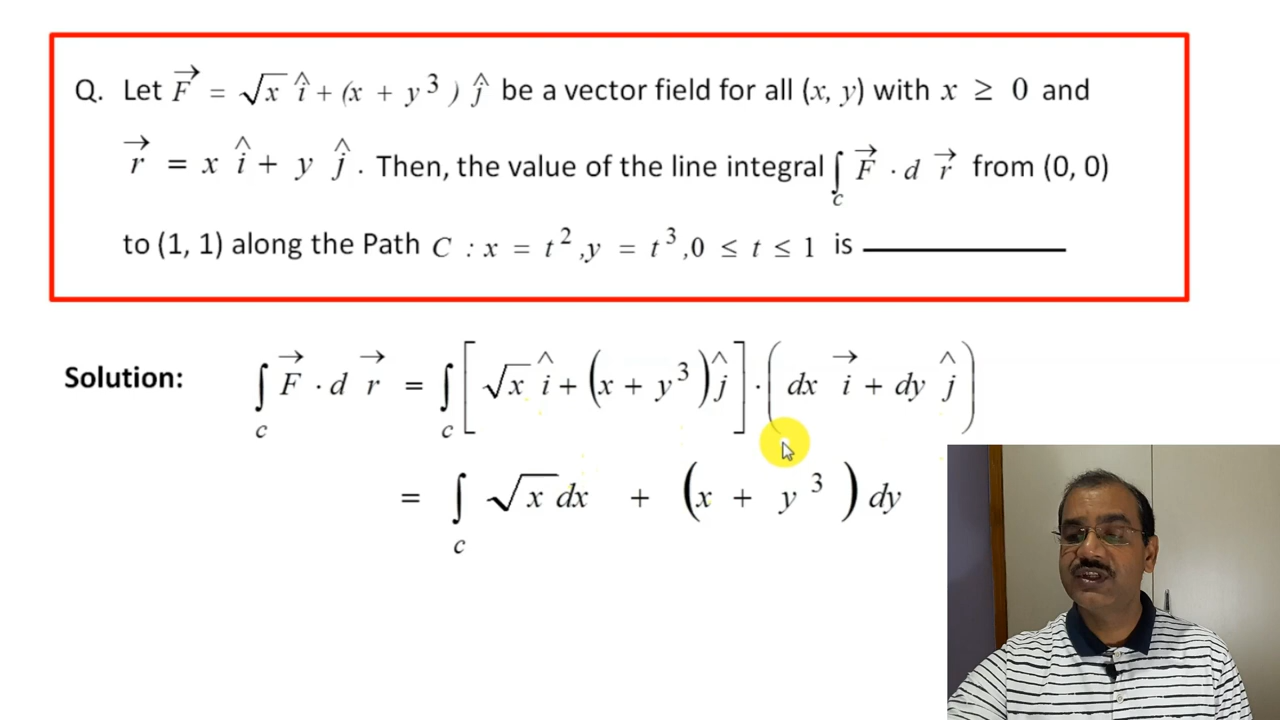 Q. Let F⃗ = √x î + (x + y³) ĵ be a vector field for all (x, y) with x ≥ 0 and
r⃗ = x î + y ĵ. Then, the value of the line integral ∫_c F⃗ · d r⃗ from (0, 0)
to (1, 1) along the Path C : x = t², y = t³, 0 ≤ t ≤ 1 is ________
Solution: ∫_c F⃗ · d r⃗ = ∫_c [√x î + (x + y³) ĵ] · (dx i⃗ + dy ĵ)
= ∫_c √x dx + (x + y³) dy